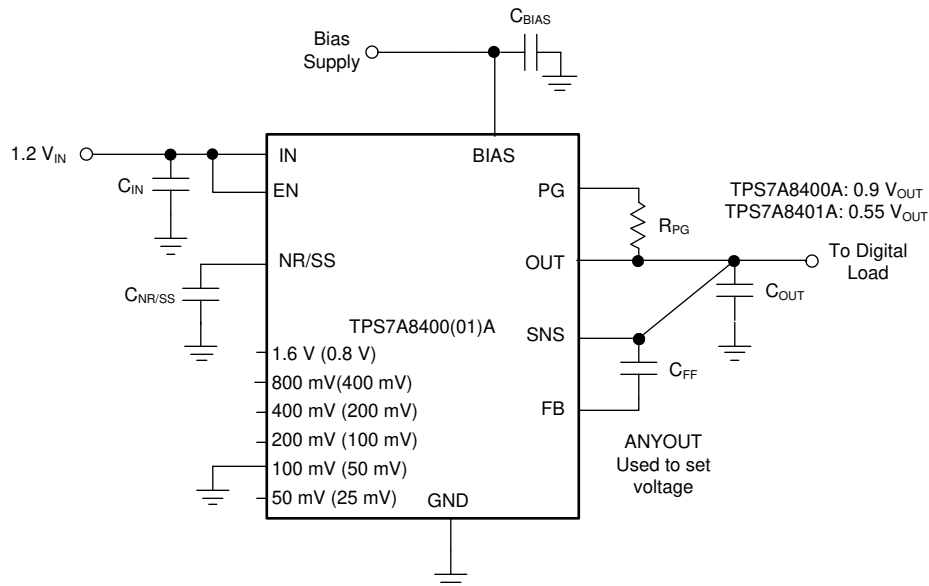 C_BIAS
Bias
Supply
1.2 V_IN
IN
BIAS
C_IN
EN
PG
TPS7A8400A: 0.9 V_OUT
TPS7A8401A: 0.55 V_OUT
R_PG
NR/SS
OUT
To Digital
Load
C_NR/SS
C_OUT
TPS7A8400(01)A
SNS
1.6 V (0.8 V)
C_FF
800 mV(400 mV)
400 mV (200 mV)
FB
200 mV (100 mV)
ANYOUT
Used to set
voltage
100 mV (50 mV)
50 mV (25 mV)
GND